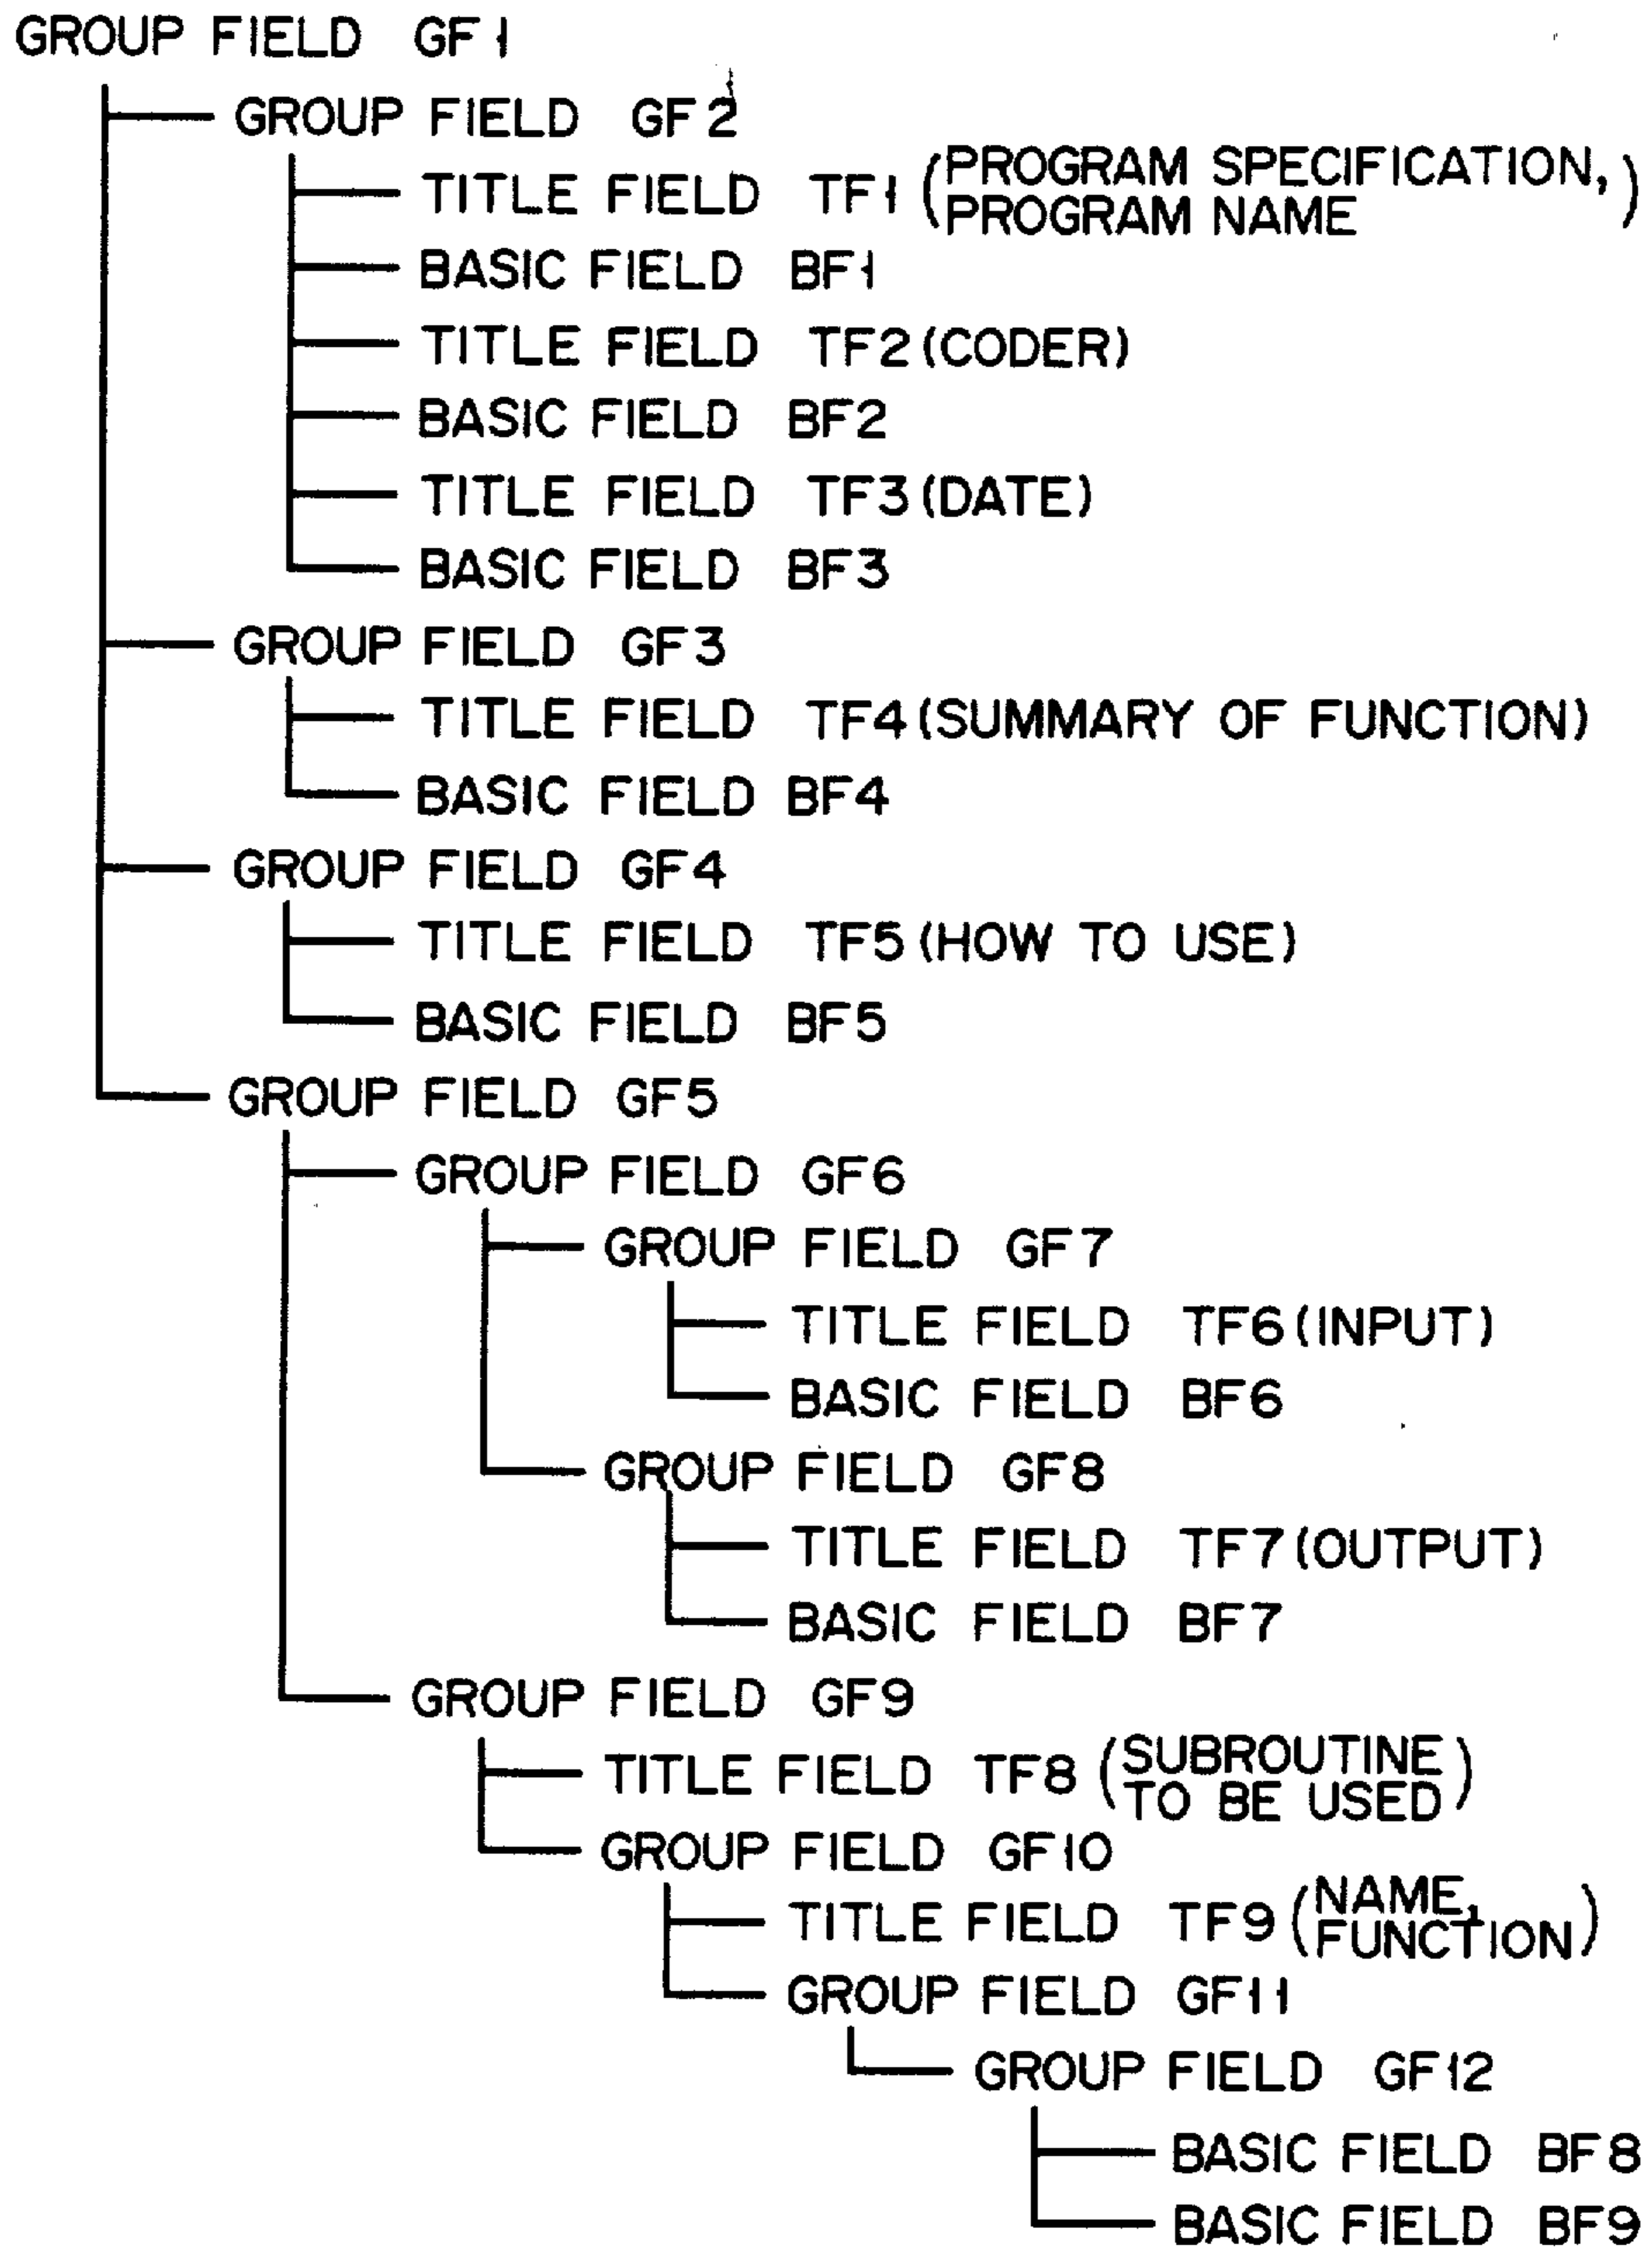 GROUP FIELD GF1
GROUP FIELD GF2
TITLE FIELD TF1 (PROGRAM SPECIFICATION,
PROGRAM NAME)
BASIC FIELD BF1
TITLE FIELD TF2 (CODER)
BASIC FIELD BF2
TITLE FIELD TF3 (DATE)
BASIC FIELD BF3
GROUP FIELD GF3
TITLE FIELD TF4 (SUMMARY OF FUNCTION)
BASIC FIELD BF4
GROUP FIELD GF4
TITLE FIELD TF5 (HOW TO USE)
BASIC FIELD BF5
GROUP FIELD GF5
GROUP FIELD GF6
GROUP FIELD GF7
TITLE FIELD TF6 (INPUT)
BASIC FIELD BF6
GROUP FIELD GF8
TITLE FIELD TF7 (OUTPUT)
BASIC FIELD BF7
GROUP FIELD GF9
TITLE FIELD TF8 (SUBROUTINE
TO BE USED)
GROUP FIELD GF10
TITLE FIELD TF9 (NAME,
FUNCTION)
GROUP FIELD GF11
GROUP FIELD GF12
BASIC FIELD BF8
BASIC FIELD BF9